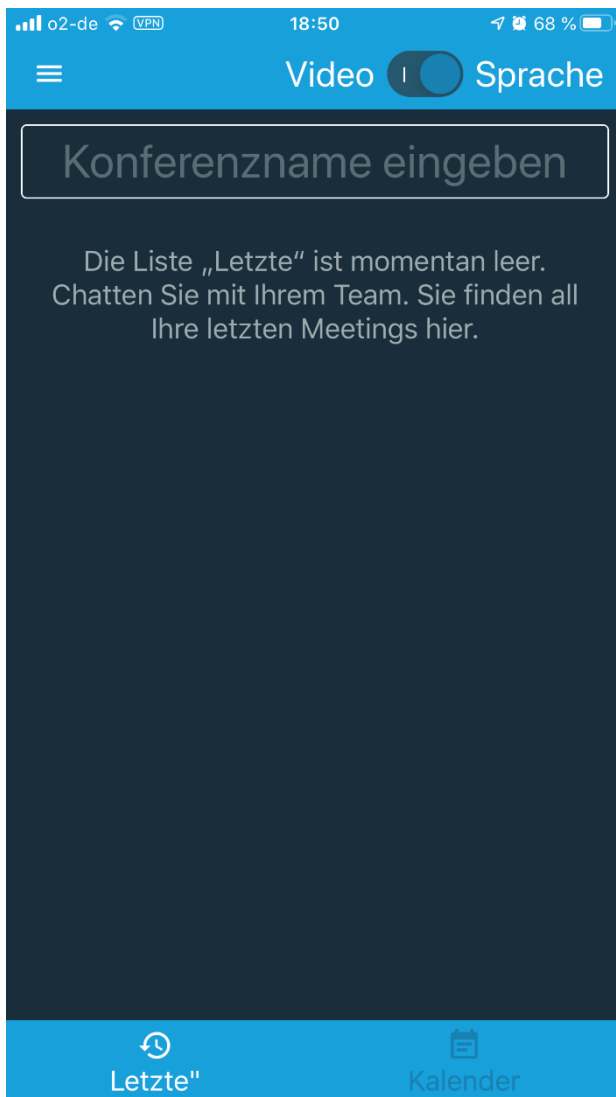 o2-de VPN 18:50 68 %
Video Sprache
Konferenzname eingeben
Die Liste „Letzte“ ist momentan leer.
Chatten Sie mit Ihrem Team. Sie finden all
Ihre letzten Meetings hier.
Letzte" Kalender